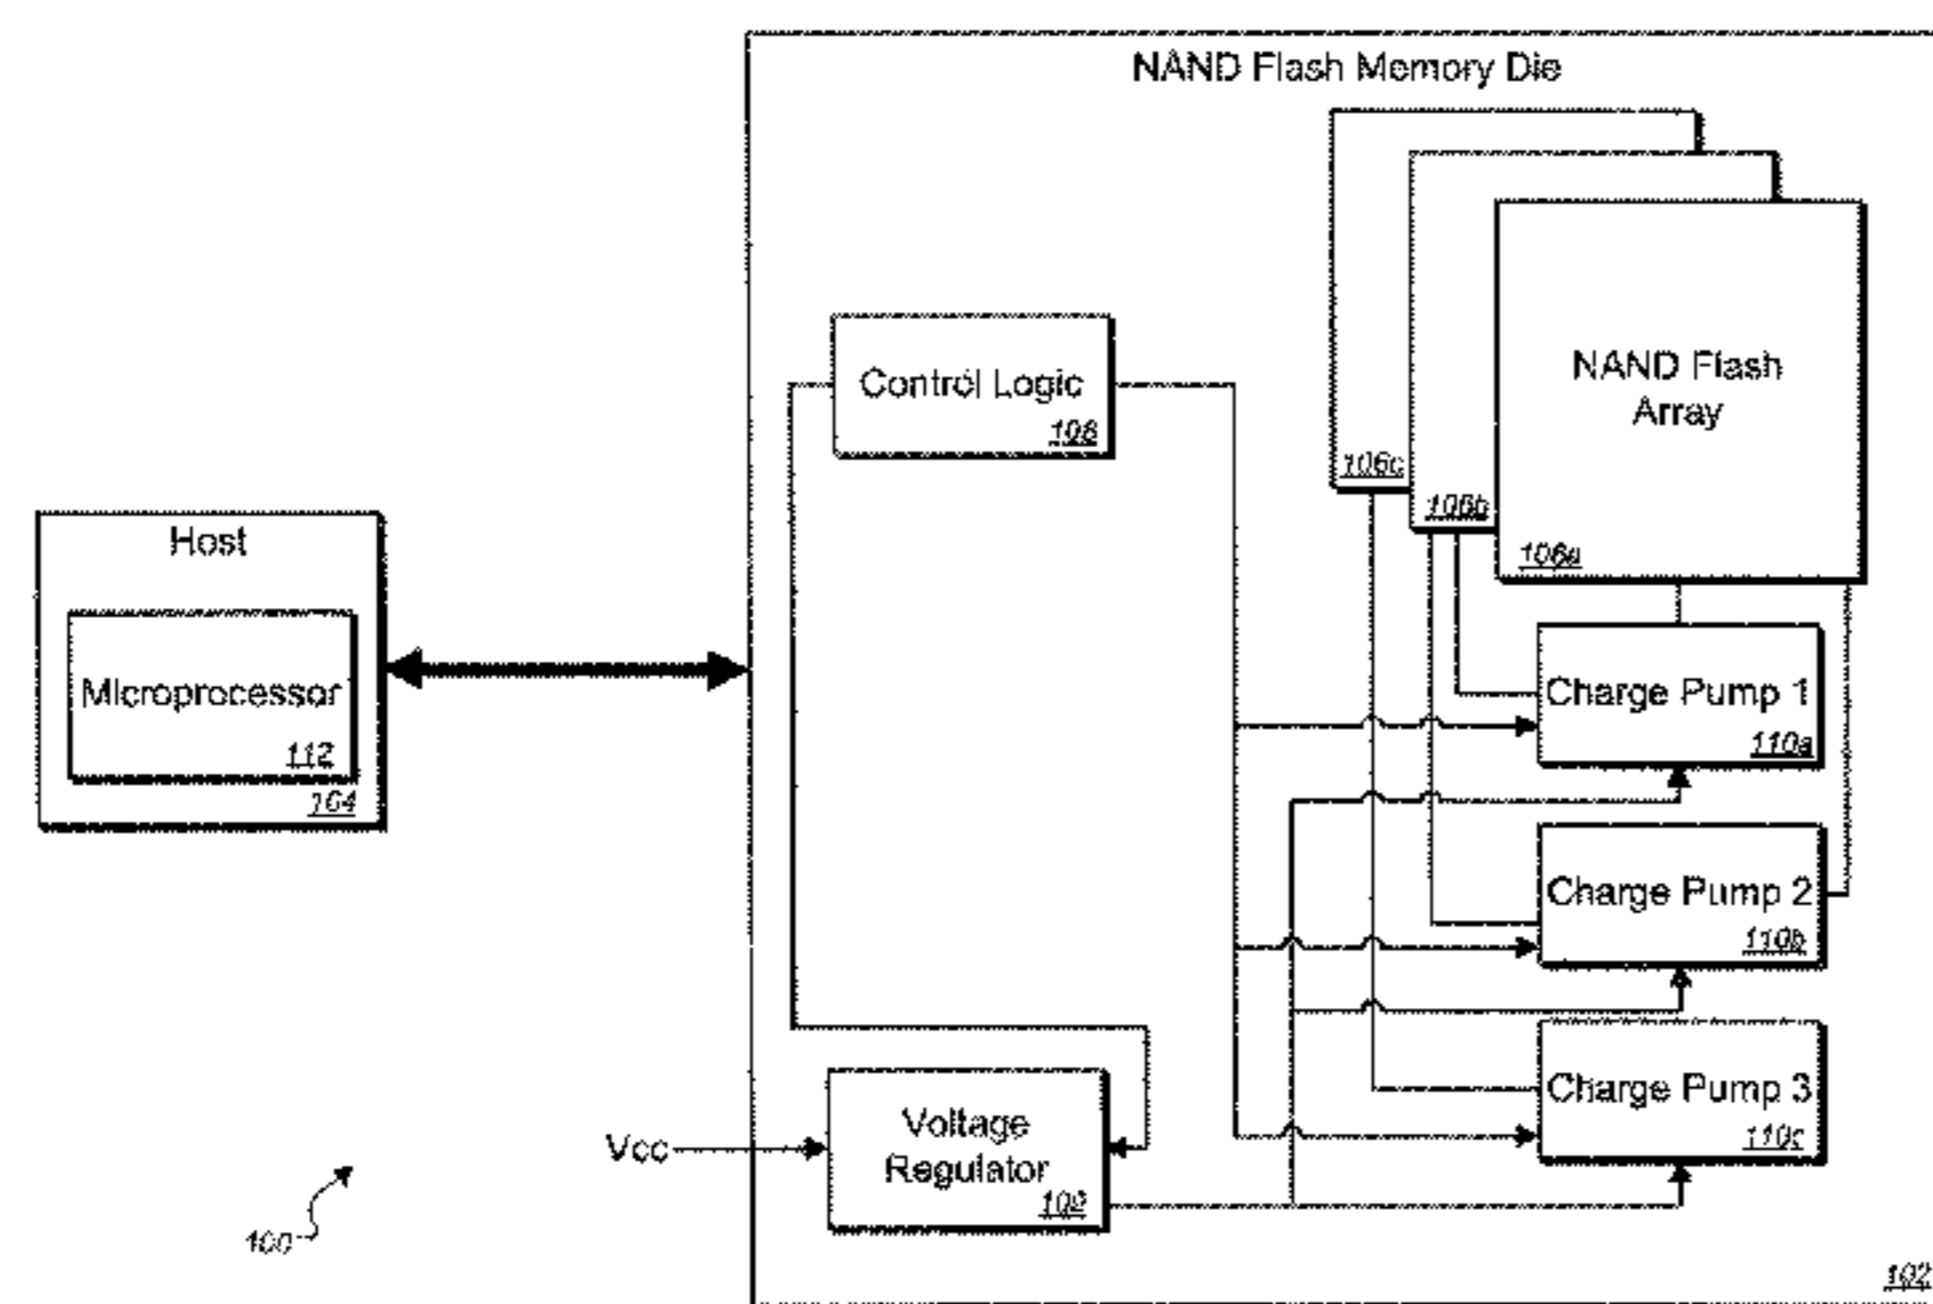 NAND Flash Memory Die
NAND Flash
Array
106c
106b
106a
Control Logic
108
Host
Microprocessor
112
104
Charge Pump 1
110a
Charge Pump 2
110b
Charge Pump 3
110c
Vcc
Voltage
Regulator
100
102